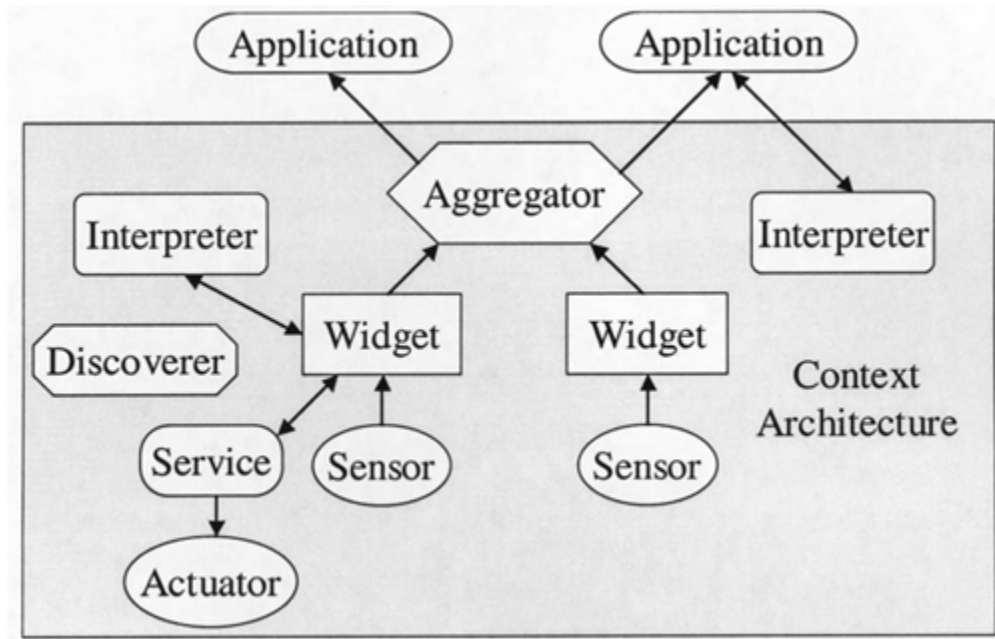 Application
Application
Aggregator
Interpreter
Interpreter
Widget
Widget
Discoverer
Context
Architecture
Service
Sensor
Sensor
Actuator